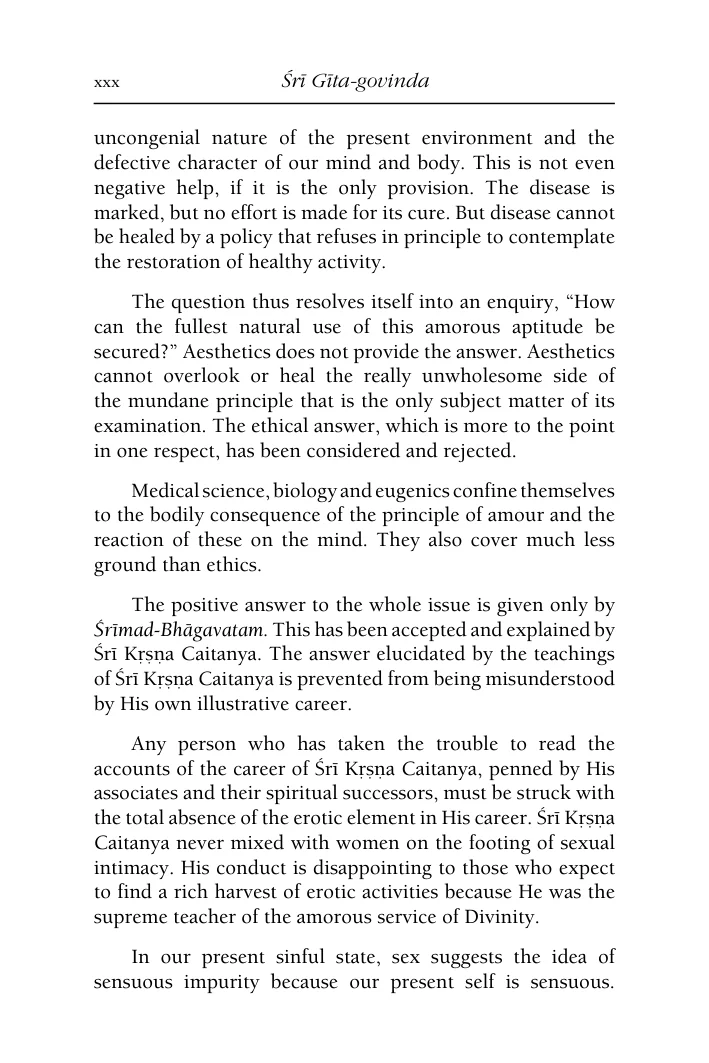 xxx Śrī Gīta-govinda
uncongenial nature of the present environment and the
defective character of our mind and body. This is not even
negative help, if it is the only provision. The disease is
marked, but no effort is made for its cure. But disease cannot
be healed by a policy that refuses in principle to contemplate
the restoration of healthy activity.
The question thus resolves itself into an enquiry, “How
can the fullest natural use of this amorous aptitude be
secured?” Aesthetics does not provide the answer. Aesthetics
cannot overlook or heal the really unwholesome side of
the mundane principle that is the only subject matter of its
examination. The ethical answer, which is more to the point
in one respect, has been considered and rejected.
Medical science, biology and eugenics confine themselves
to the bodily consequence of the principle of amour and the
reaction of these on the mind. They also cover much less
ground than ethics.
The positive answer to the whole issue is given only by
Śrīmad-Bhāgavatam. This has been accepted and explained by
Śrī Kṛṣṇa Caitanya. The answer elucidated by the teachings
of Śrī Kṛṣṇa Caitanya is prevented from being misunderstood
by His own illustrative career.
Any person who has taken the trouble to read the
accounts of the career of Śrī Kṛṣṇa Caitanya, penned by His
associates and their spiritual successors, must be struck with
the total absence of the erotic element in His career. Śrī Kṛṣṇa
Caitanya never mixed with women on the footing of sexual
intimacy. His conduct is disappointing to those who expect
to find a rich harvest of erotic activities because He was the
supreme teacher of the amorous service of Divinity.
In our present sinful state, sex suggests the idea of
sensuous impurity because our present self is sensuous.